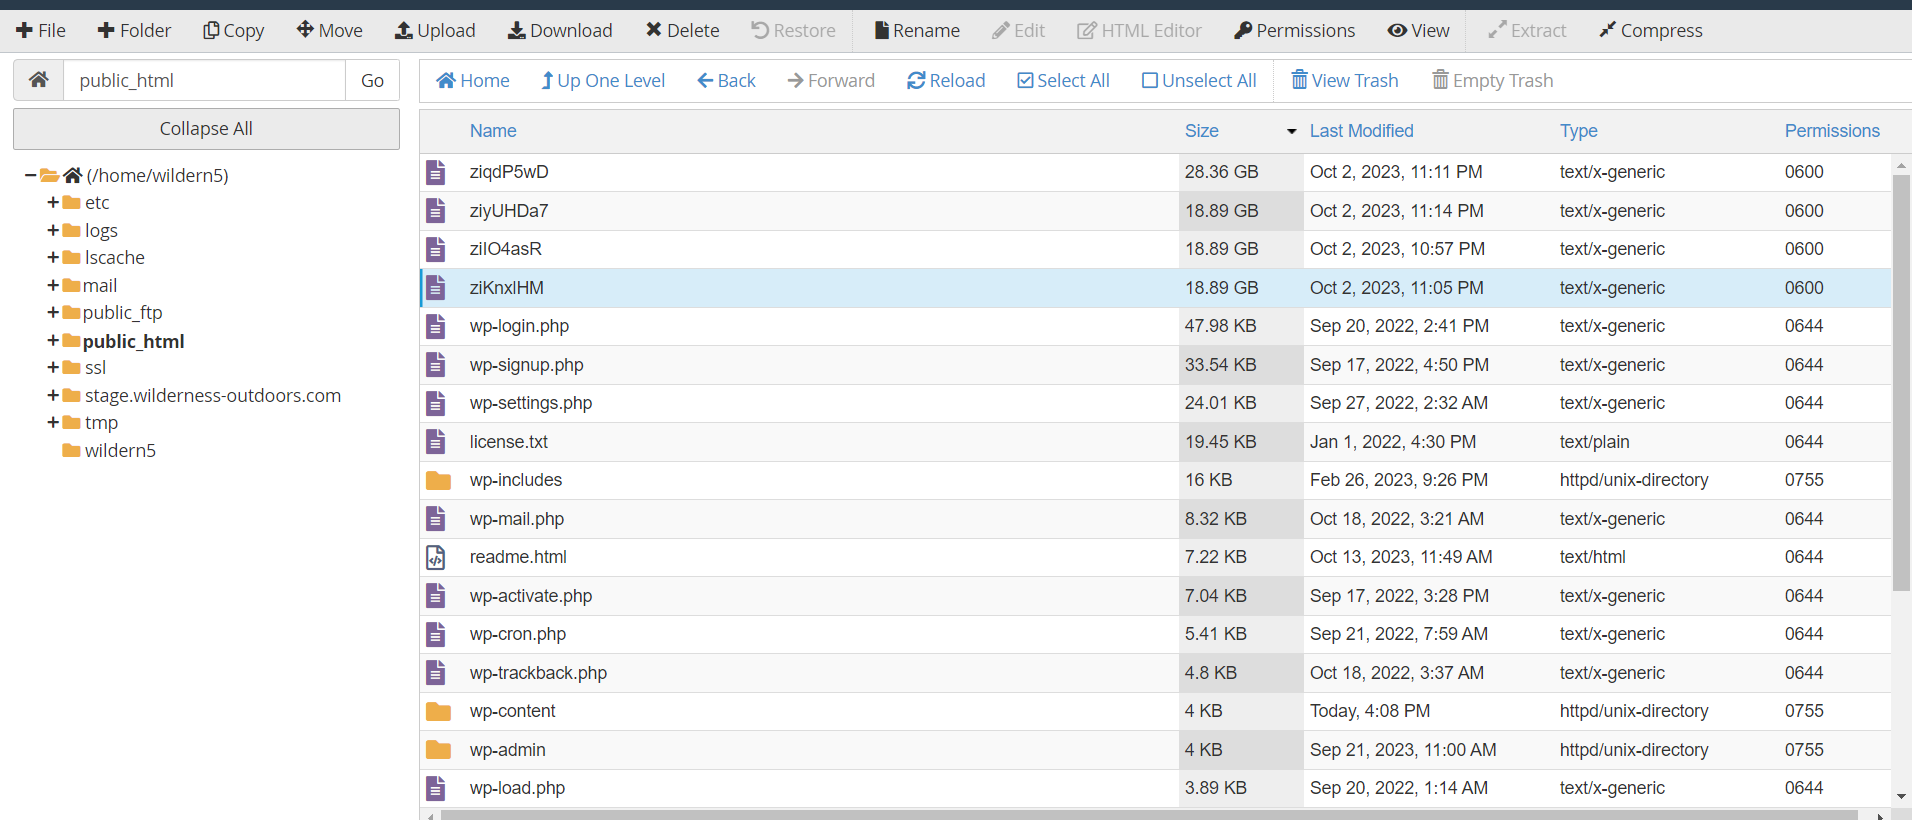 File Folder Copy Move Upload Download Delete Restore Rename Edit HTML Editor Permissions View Extract Compress
public_html Go
Home Up One Level Back Forward Reload Select All Unselect All View Trash Empty Trash
Collapse All
(/home/wildern5)
etc
logs
lscache
mail
public_ftp
public_html
ssl
stage.wilderness-outdoors.com
tmp
wildern5
Name Size Last Modified Type Permissions
ziqdP5wD 28.36 GB Oct 2, 2023, 11:11 PM text/x-generic 0600
ziyUHDa7 18.89 GB Oct 2, 2023, 11:14 PM text/x-generic 0600
ziIO4asR 18.89 GB Oct 2, 2023, 10:57 PM text/x-generic 0600
ziKnxlHM 18.89 GB Oct 2, 2023, 11:05 PM text/x-generic 0600
wp-login.php 47.98 KB Sep 20, 2022, 2:41 PM text/x-generic 0644
wp-signup.php 33.54 KB Sep 17, 2022, 4:50 PM text/x-generic 0644
wp-settings.php 24.01 KB Sep 27, 2022, 2:32 AM text/x-generic 0644
license.txt 19.45 KB Jan 1, 2022, 4:30 PM text/plain 0644
wp-includes 16 KB Feb 26, 2023, 9:26 PM httpd/unix-directory 0755
wp-mail.php 8.32 KB Oct 18, 2022, 3:21 AM text/x-generic 0644
readme.html 7.22 KB Oct 13, 2023, 11:49 AM text/html 0644
wp-activate.php 7.04 KB Sep 17, 2022, 3:28 PM text/x-generic 0644
wp-cron.php 5.41 KB Sep 21, 2022, 7:59 AM text/x-generic 0644
wp-trackback.php 4.8 KB Oct 18, 2022, 3:37 AM text/x-generic 0644
wp-content 4 KB Today, 4:08 PM httpd/unix-directory 0755
wp-admin 4 KB Sep 21, 2023, 11:00 AM httpd/unix-directory 0755
wp-load.php 3.89 KB Sep 20, 2022, 1:14 AM text/x-generic 0644